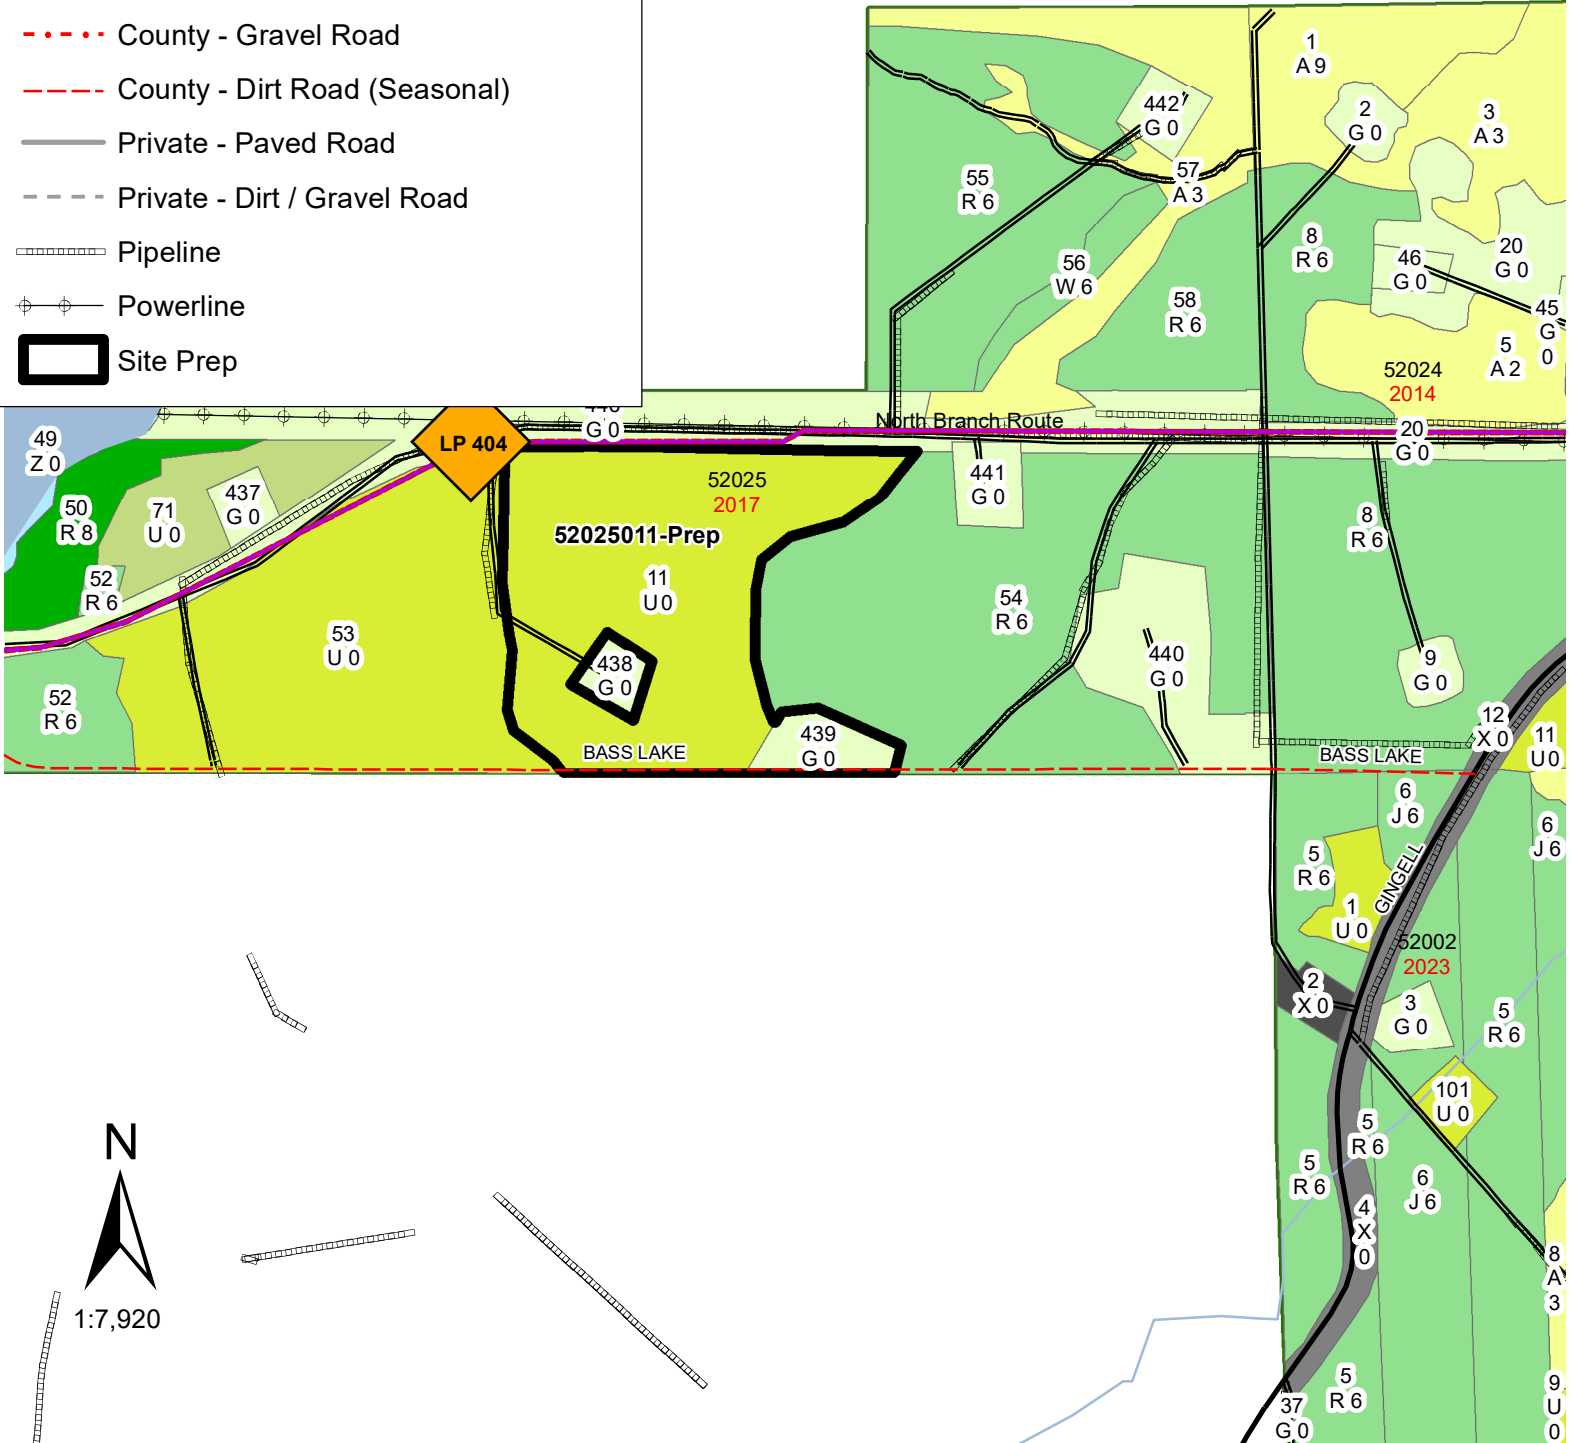 County - Gravel Road
County - Dirt Road (Seasonal)
Private - Paved Road
Private - Dirt / Gravel Road
Pipeline
Powerline
Site Prep
1
A 9
442
G 0
2
G 0
3
A 3
55
R 6
57
A 3
8
R 6
20
G 0
46
G 0
56
W 6
58
R 6
45
G
0
5
A 2
52024
2014
G 0
North Branch Route
20
G 0
LP 404
49
Z 0
50
R 8
71
U 0
437
G 0
52025
2017
52025011-Prep
441
G 0
8
R 6
52
R 6
11
U 0
54
R 6
53
U 0
438
G 0
440
G 0
9
G 0
52
R 6
12
X 0
11
U 0
439
G 0
BASS LAKE
BASS LAKE
6
J 6
6
J 6
5
R 6
GINGELL
1
U 0
52002
2023
2
X 0
3
G 0
5
R 6
101
U 0
5
R 6
5
R 6
6
J 6
4
X
0
8
A
3
N
1:7,920
5
R 6
9
U
0
37
G 0